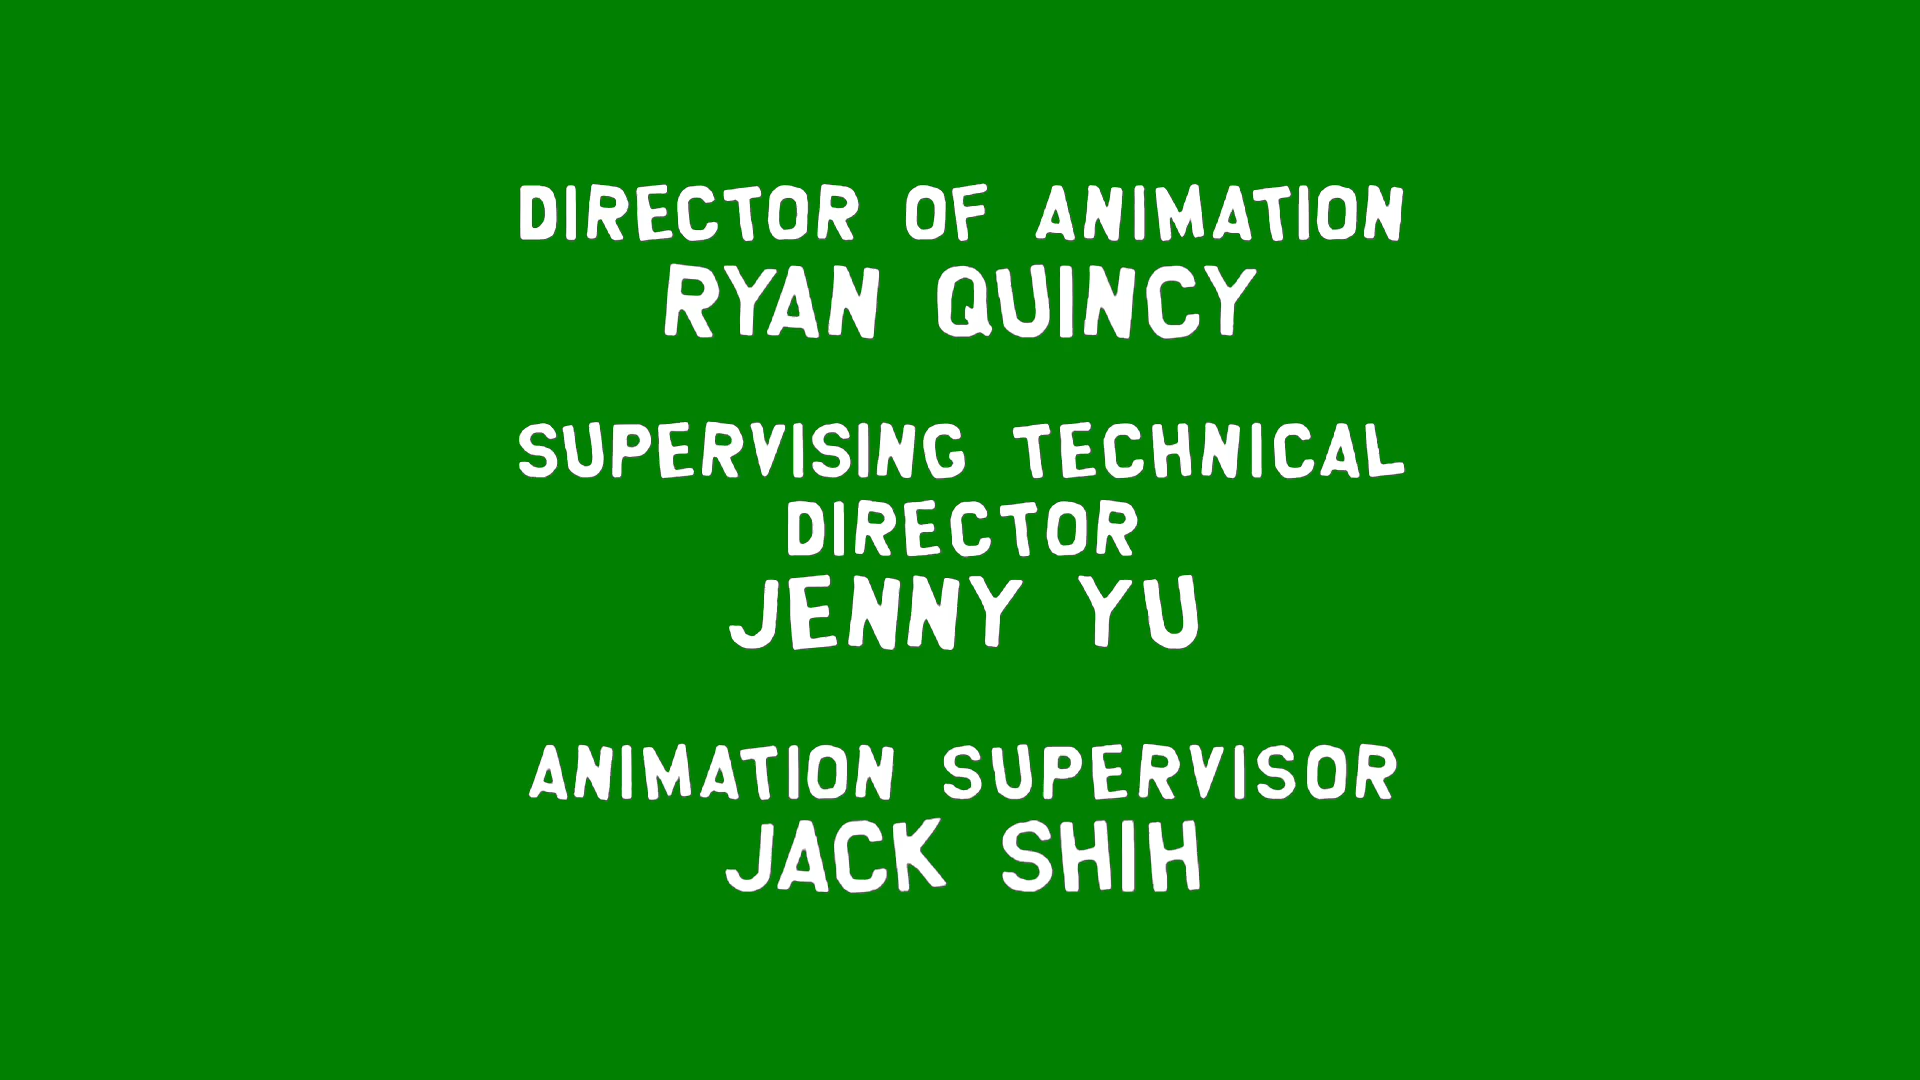 DIRECTOR OF ANIMATION
RYAN QUINCY
SUPERVISING TECHNICAL
DIRECTOR
JENNY YU
ANIMATION SUPERVISOR
JACK SHIH